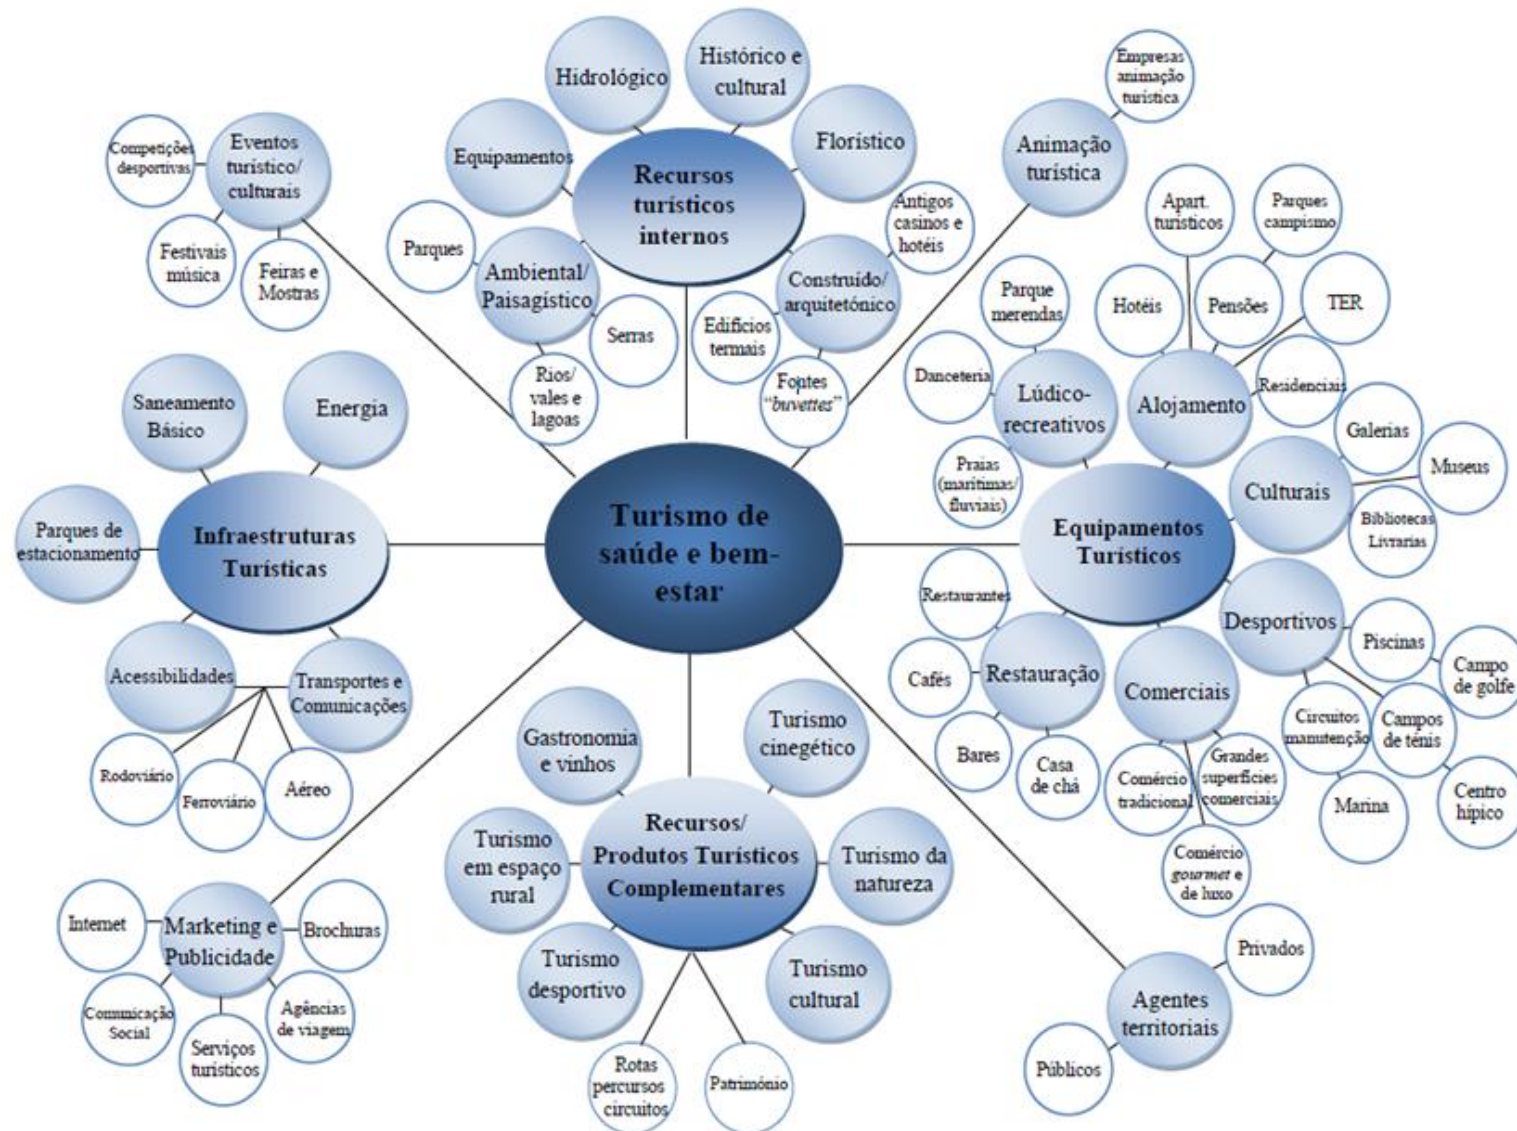 Hidrológico
Histórico e
cultural
Equipamentos
Florístico
Recursos
turísticos
internos
Ambiental/
Paisagístico
Parques
Serras
Rios/
vales e
lagoas
Construído/
arquitetónico
Antigos
casinos e
hotéis
Edifícios
termais
Fontes
“buvettes”
Empresas
animação
turística
Animação
turística
Eventos
turístico/
culturais
Competições
desportivas
Festivais
música
Feiras e
Mostras
Saneamento
Básico
Energia
Parques de
estacionamento
Infraestruturas
Turísticas
Acessibilidades
Transportes e
Comunicações
Rodoviário
Ferroviário
Aéreo
Turismo de
saúde e bem-
estar
Equipamentos
Turísticos
Lúdico-
recreativos
Parque
merendas
Danceteria
Praias
(marítimas/
fluviais)
Alojamento
Hotéis
Apart.
turísticos
Pensões
Parques
campismo
TER
Residenciais
Culturais
Galerias
Museus
Bibliotecas
Livrarias
Desportivos
Piscinas
Campo
de golfe
Circuitos
manutenção
Campos
de ténis
Marina
Centro
hípico
Restauração
Restaurantes
Cafés
Bares
Casa
de chá
Comerciais
Comércio
tradicional
Grandes
superfícies
comerciais
Comércio
gourmet e
de luxo
Marketing e
Publicidade
Internet
Brochuras
Comunicação
Social
Serviços
turísticos
Agências
de viagem
Recursos/
Produtos Turísticos
Complementares
Gastronomia
e vinhos
Turismo
cinegético
Turismo
em espaço
rural
Turismo da
natureza
Turismo
desportivo
Turismo
cultural
Rotas
percursos
circuitos
Património
Agentes
territoriais
Privados
Públicos